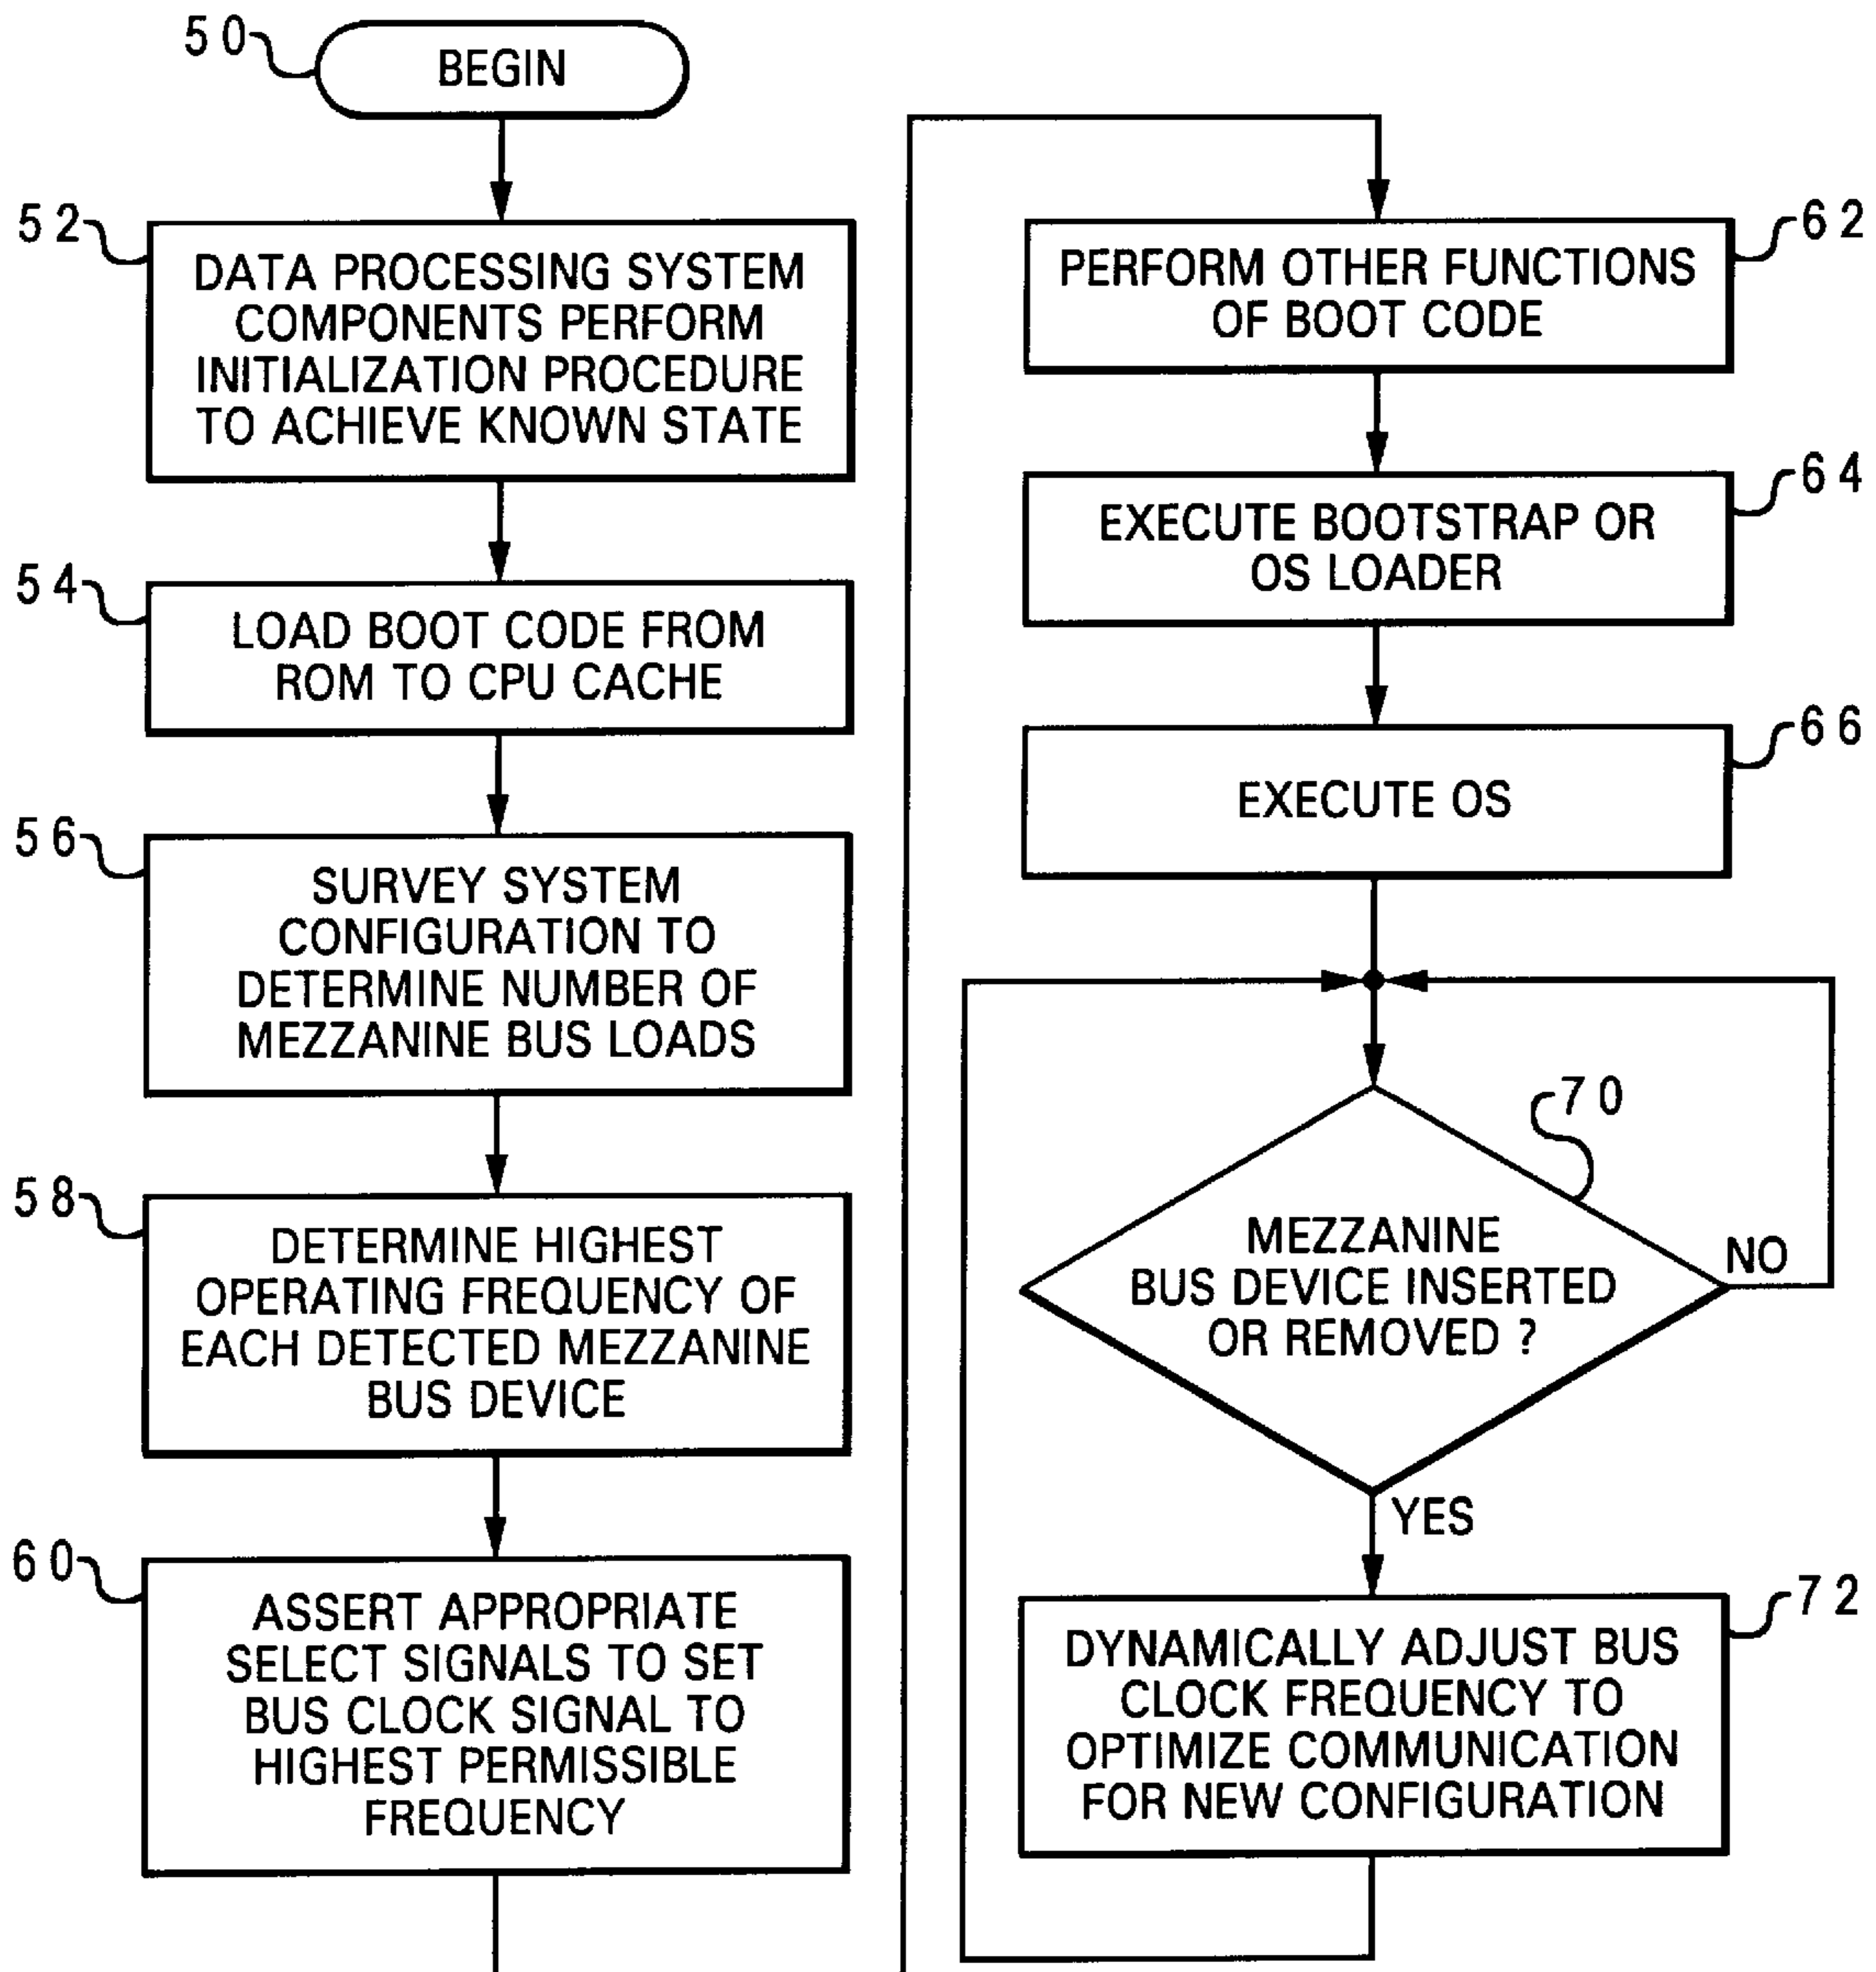 50
BEGIN
52
DATA PROCESSING SYSTEM
COMPONENTS PERFORM
INITIALIZATION PROCEDURE
TO ACHIEVE KNOWN STATE
54
LOAD BOOT CODE FROM
ROM TO CPU CACHE
56
SURVEY SYSTEM
CONFIGURATION TO
DETERMINE NUMBER OF
MEZZANINE BUS LOADS
58
DETERMINE HIGHEST
OPERATING FREQUENCY OF
EACH DETECTED MEZZANINE
BUS DEVICE
60
ASSERT APPROPRIATE
SELECT SIGNALS TO SET
BUS CLOCK SIGNAL TO
HIGHEST PERMISSIBLE
FREQUENCY
62
PERFORM OTHER FUNCTIONS
OF BOOT CODE
64
EXECUTE BOOTSTRAP OR
OS LOADER
66
EXECUTE OS
70
MEZZANINE
BUS DEVICE INSERTED
OR REMOVED ?
NO
YES
72
DYNAMICALLY ADJUST BUS
CLOCK FREQUENCY TO
OPTIMIZE COMMUNICATION
FOR NEW CONFIGURATION